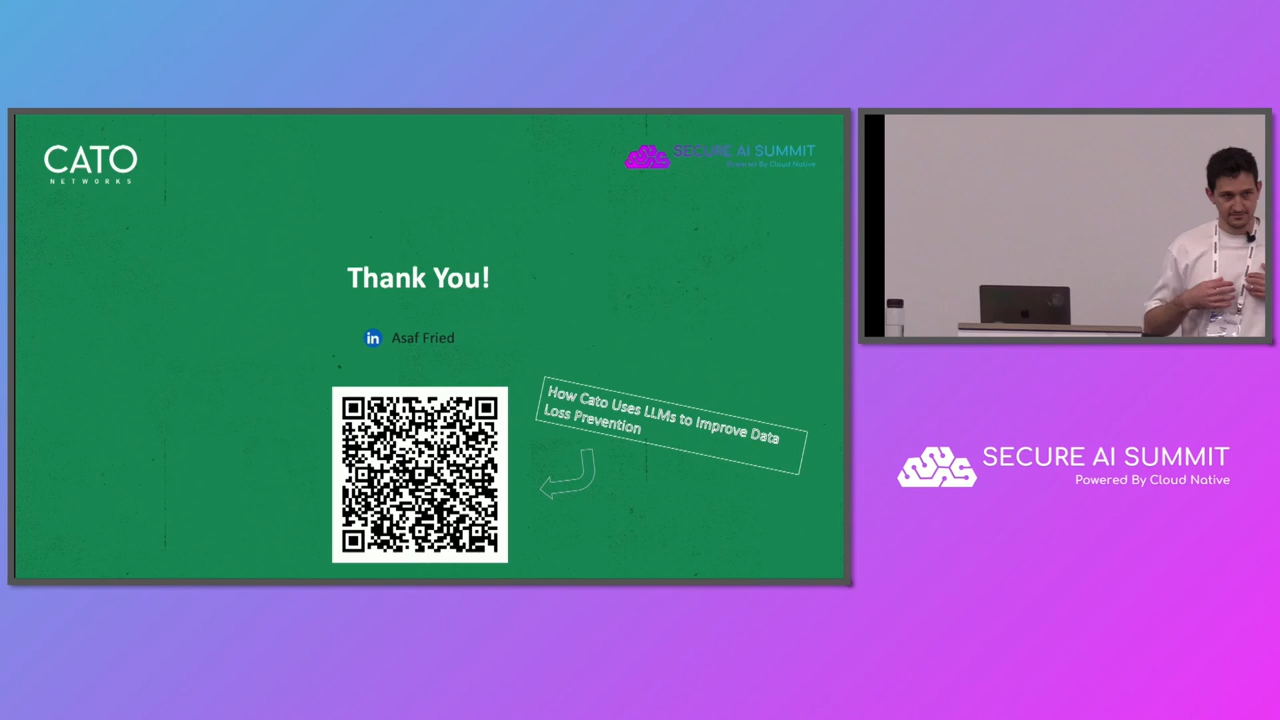 CATO
NETWORKS
SECURE AI SUMMIT
Powered By Cloud Native
Thank You!
in Asaf Fried
How Cato Uses LLMs to Improve Data
Loss Prevention
SECURE AI SUMMIT
Powered By Cloud Native